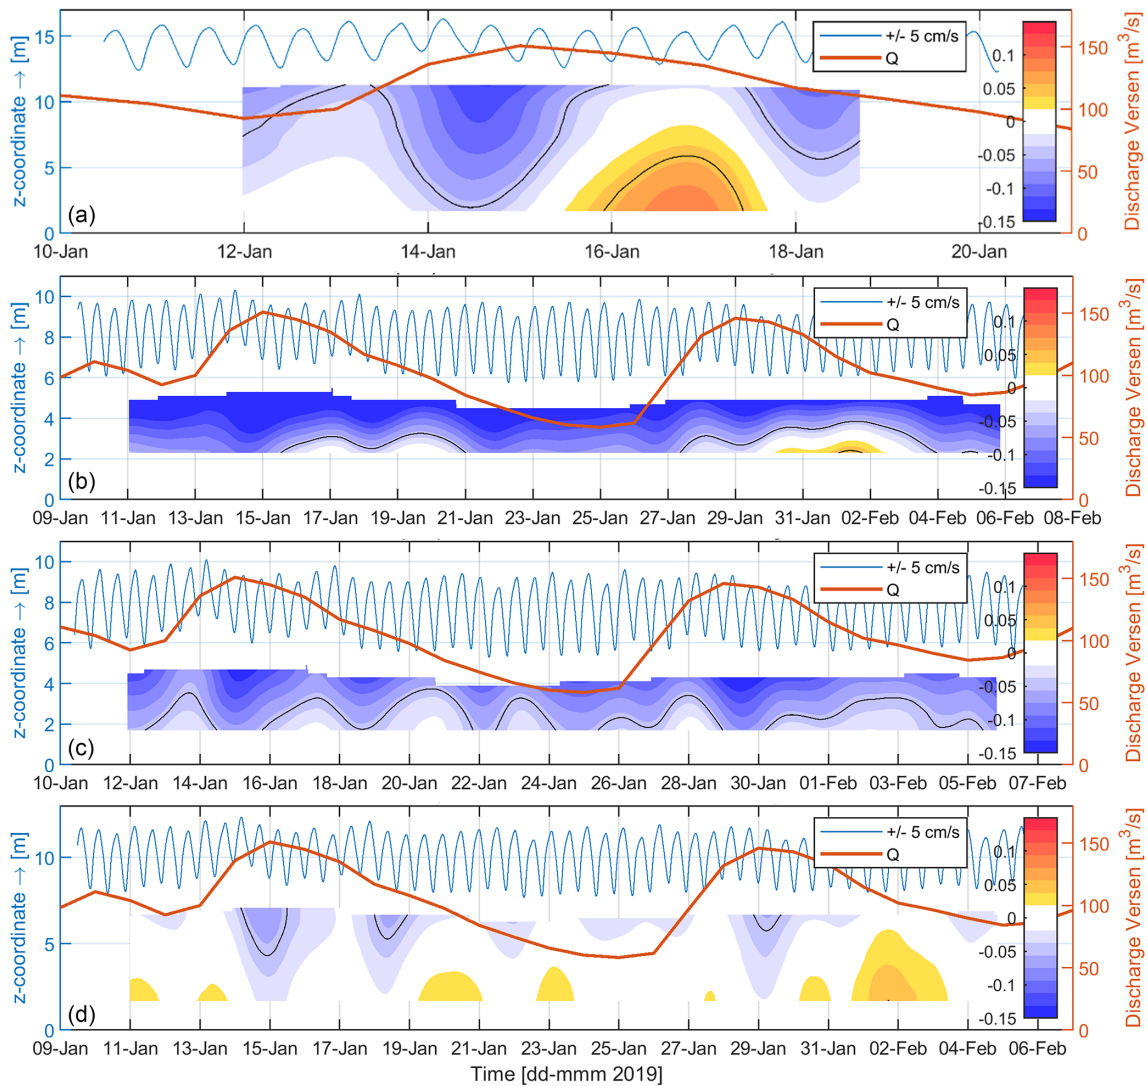 15
10
5
0
z-coordinate → [m]
(a)
+/- 5 cm/s
Q
0.1
0.05
0
-0.05
-0.1
-0.15
150
100
50
0
Discharge Versen [m³/s]
10-Jan 12-Jan 14-Jan 16-Jan 18-Jan 20-Jan
10
8
6
4
2
0
z-coordinate → [m]
(b)
+/- 5 cm/s
Q
0.1
0.05
0
-0.05
-0.1
-0.15
150
100
50
0
Discharge Versen [m³/s]
09-Jan 11-Jan 13-Jan 15-Jan 17-Jan 19-Jan 21-Jan 23-Jan 25-Jan 27-Jan 29-Jan 31-Jan 02-Feb 04-Feb 06-Feb 08-Feb
10
8
6
4
2
0
z-coordinate → [m]
(c)
+/- 5 cm/s
Q
0.1
0.05
0
-0.05
-0.1
-0.15
150
100
50
0
Discharge Versen [m³/s]
10-Jan 12-Jan 14-Jan 16-Jan 18-Jan 20-Jan 22-Jan 24-Jan 26-Jan 28-Jan 30-Jan 01-Feb 03-Feb 05-Feb 07-Feb
10
5
0
z-coordinate → [m]
(d)
+/- 5 cm/s
Q
0.1
0.05
0
-0.05
-0.1
-0.15
150
100
50
0
Discharge Versen [m³/s]
09-Jan 11-Jan 13-Jan 15-Jan 17-Jan 19-Jan 21-Jan 23-Jan 25-Jan 27-Jan 29-Jan 31-Jan 02-Feb 04-Feb 06-Feb
Time [dd-mmm 2019]